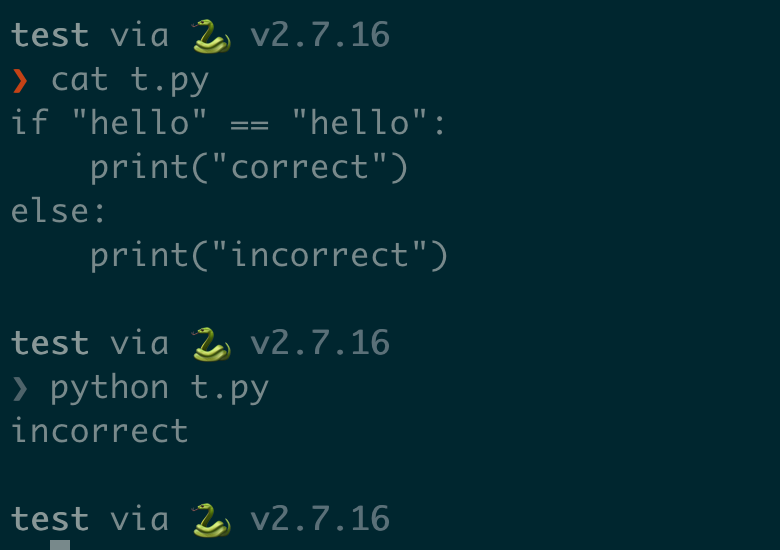 test via 🐍 v2.7.16
❯ cat t.py
if "hello" == "hello":
    print("correct")
else:
    print("incorrect")

test via 🐍 v2.7.16
❯ python t.py
incorrect

test via 🐍 v2.7.16